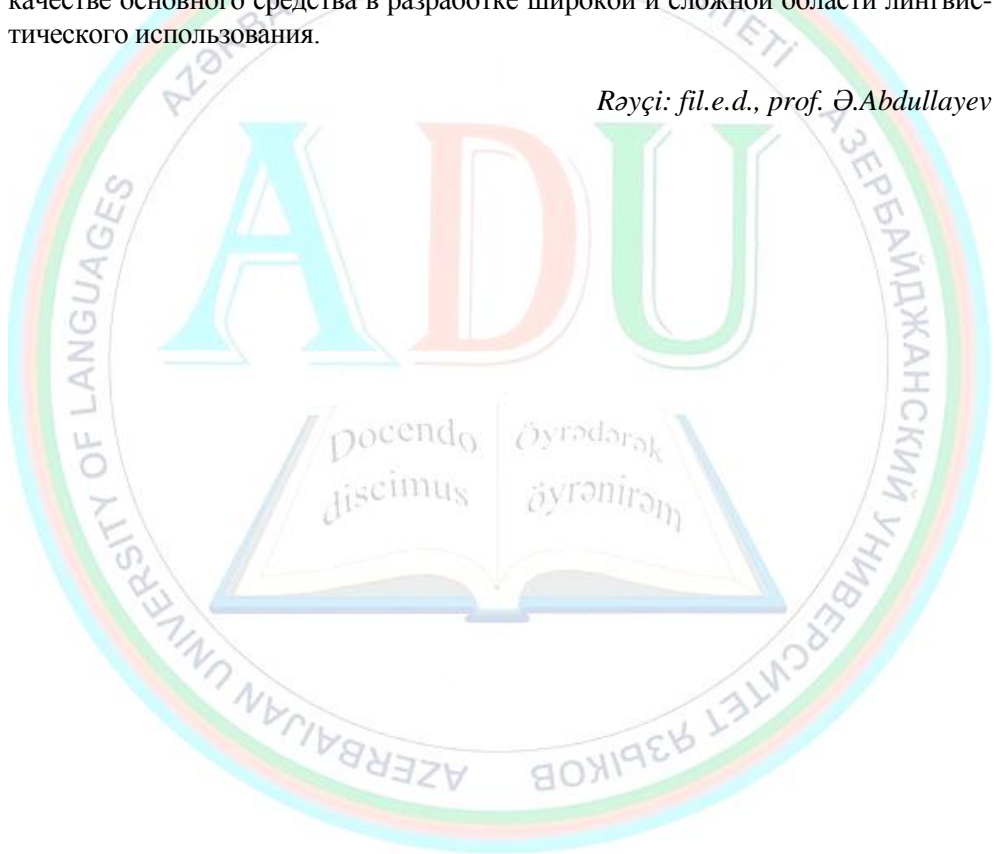 качестве основного средства в разработке широкой и сложной области лингвис-
тического использования.
Rəyçi: fil.e.d., prof. Ə.Abdullayev
ADU
Docendo
discimus
Öyrədərək
öyrənirəm
AZERBAIJAN UNIVERSITY OF LANGUAGES
АЗЕРБАЙДЖАНСКИЙ УНИВЕРСИТЕТ ЯЗЫКОВ